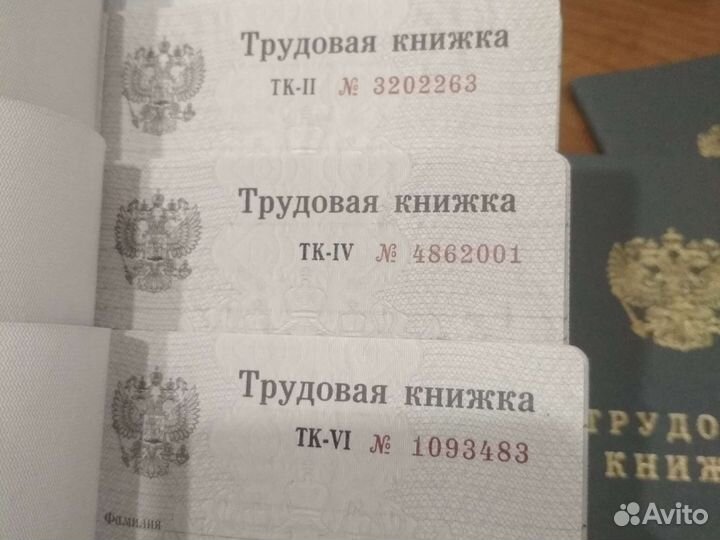 Трудовая книжка
ТК-II № 3202263
Трудовая книжка
ТК-IV № 4862001
Трудовая книжка
ТК-VI № 1093483
Фамилия
ТРУДО
КНИЖ
Avito